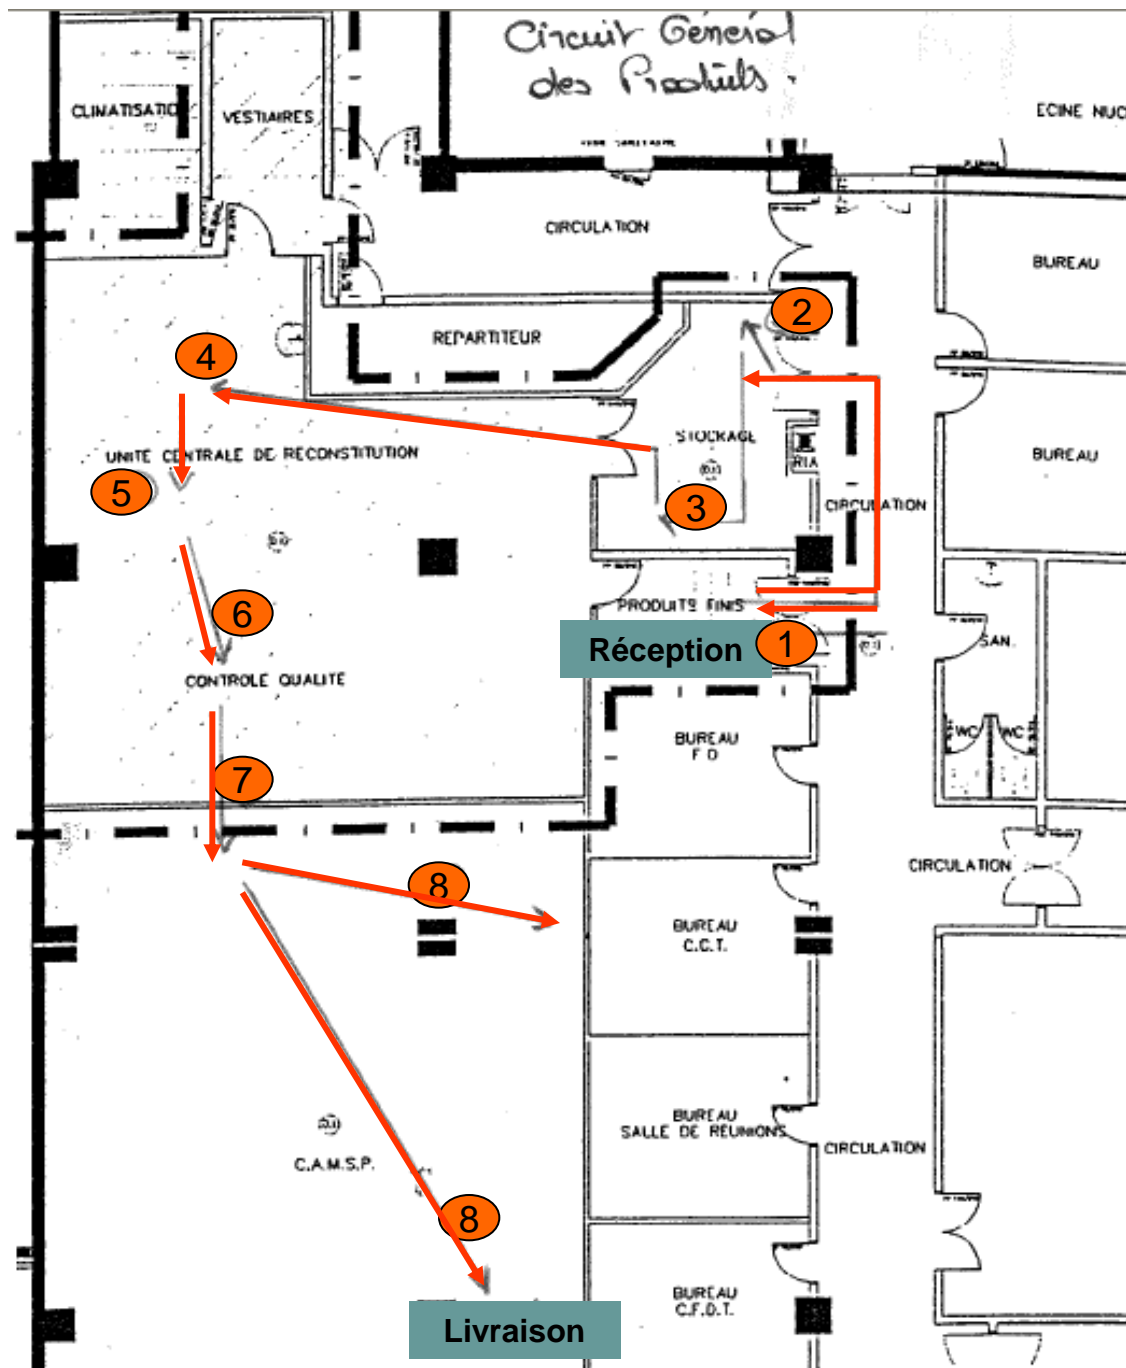 Circuit Général
des Produits
CLIMATISATIO
VESTIAIRES
ECINE NUC
CIRCULATION
BUREAU
2
REPARTITEUR
4
STOCKAGE
UNITE CENTRALE DE RECONSTITUTION
RIA
BUREAU
5
3
CIRCULATION
PRODUITS FINIS
6
1
Réception
SAN.
CONTROLE QUALITE
WC
WC
BUREAU
F O
7
CIRCULATION
8
BUREAU
C.C.T.
BUREAU
SALLE DE REUNIONS
CIRCULATION
C.A.M.S.P.
8
BUREAU
C.F.D.T.
Livraison